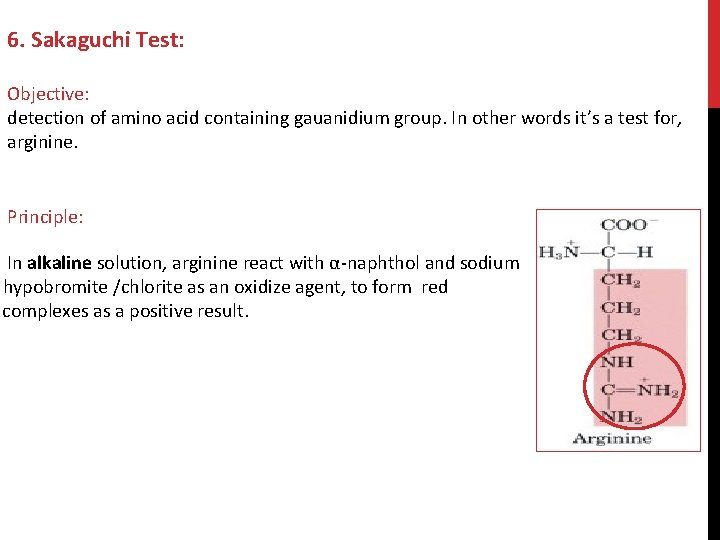 6. Sakaguchi Test:
Objective:
detection of amino acid containing gauanidium group. In other words it’s a test for,
arginine.
Principle:
In alkaline solution, arginine react with α-naphthol and sodium
hypobromite /chlorite as an oxidize agent, to form red
complexes as a positive result.
COO⁻
H₃N⁺—C—H
CH₂
CH₂
CH₂
NH
C=NH₂⁺
NH₂
Arginine